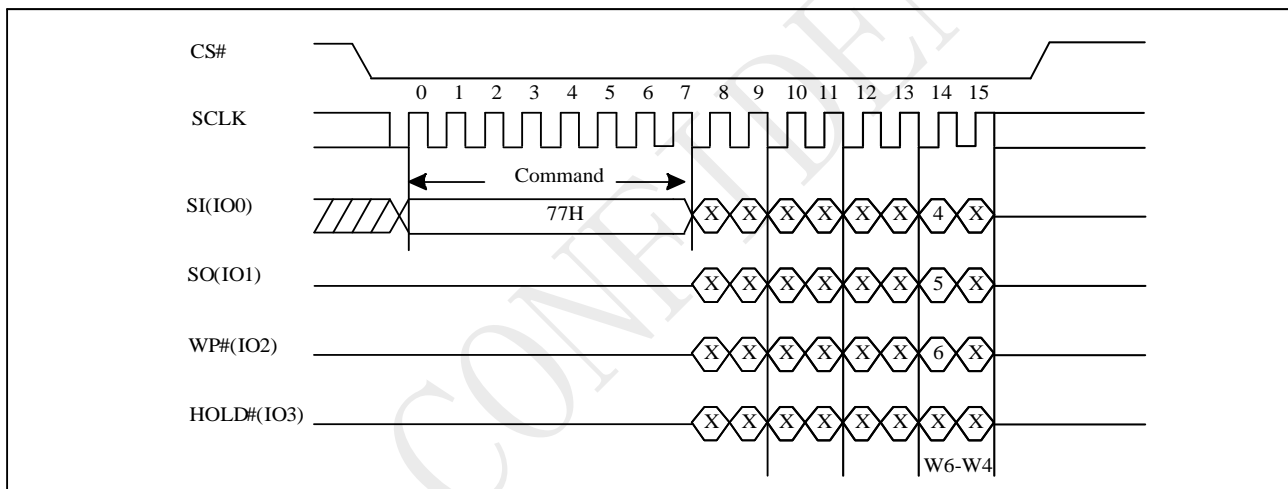 CS#
0 1 2 3 4 5 6 7 8 9 10 11 12 13 14 15
SCLK
Command
SI(IO0) 77H X X X X X X 4 X
SO(IO1) X X X X X X 5 X
WP#(IO2) X X X X X X 6 X
HOLD#(IO3) X X X X X X X X
W6-W4